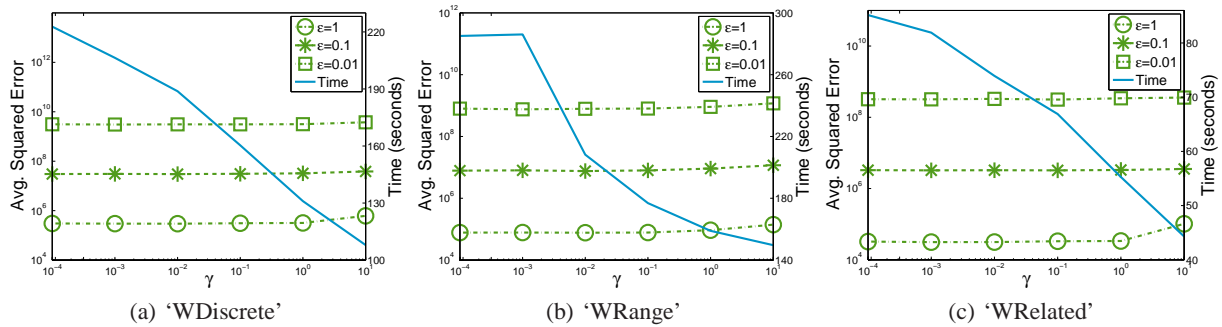 Avg. Squared Error
10^12
10^10
10^8
10^6
10^4
10^-4
10^-3
10^-2
10^-1
10^0
10^1
γ
220
190
160
130
100
Time (seconds)
ε=1
ε=0.1
ε=0.01
Time
(a) ‘WDiscrete’
Avg. Squared Error
10^12
10^10
10^8
10^6
10^4
10^-4
10^-3
10^-2
10^-1
10^0
10^1
γ
300
260
220
180
140
Time (seconds)
ε=1
ε=0.1
ε=0.01
Time
(b) ‘WRange’
Avg. Squared Error
10^10
10^8
10^6
10^4
10^-4
10^-3
10^-2
10^-1
10^0
10^1
γ
80
70
60
50
40
Time (seconds)
ε=1
ε=0.1
ε=0.01
Time
(c) ‘WRelated’